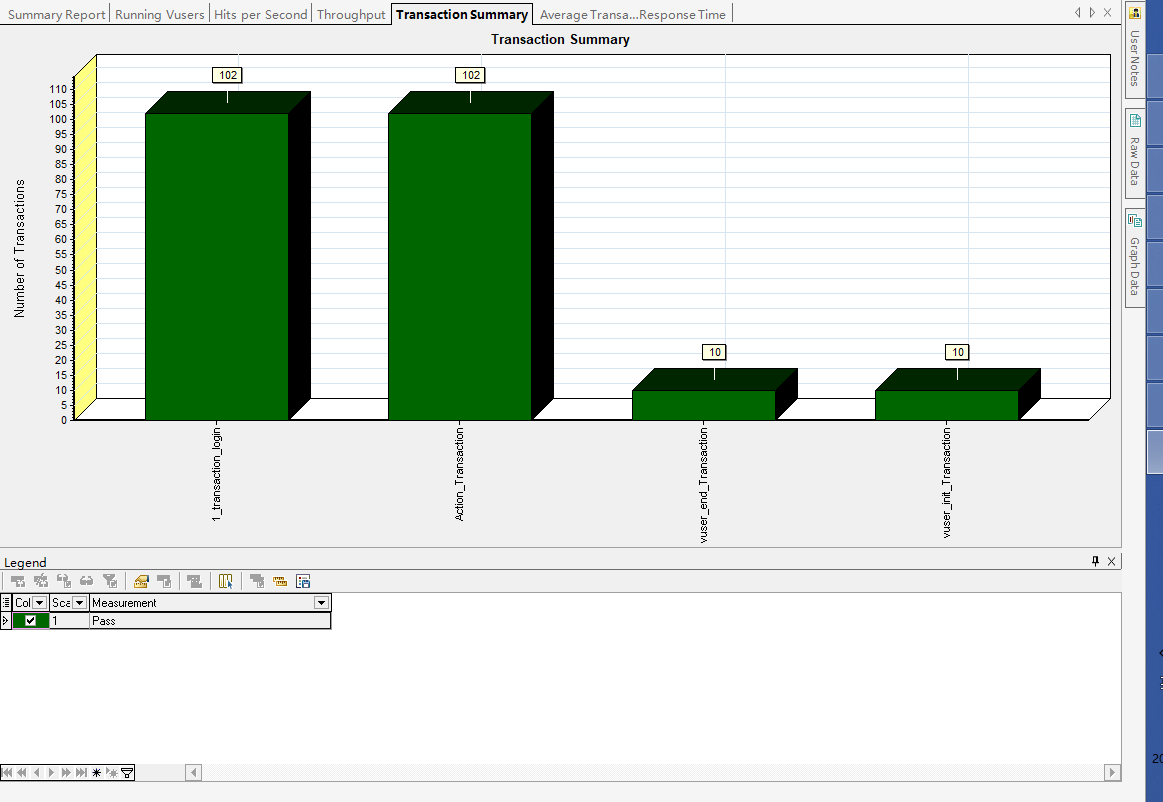 Summary Report
Running Vusers
Hits per Second
Throughput
Transaction Summary
Average Transa...Response Time
Transaction Summary
Number of Transactions
110
105
100
95
90
85
80
75
70
65
60
55
50
45
40
35
30
25
20
15
10
5
0
102
102
10
10
1_transaction_login
Action_Transaction
vuser_end_Transaction
vuser_init_Transaction
User Notes
Raw Data
Graph Data
Legend
Col Sca Measurement
1 Pass
20